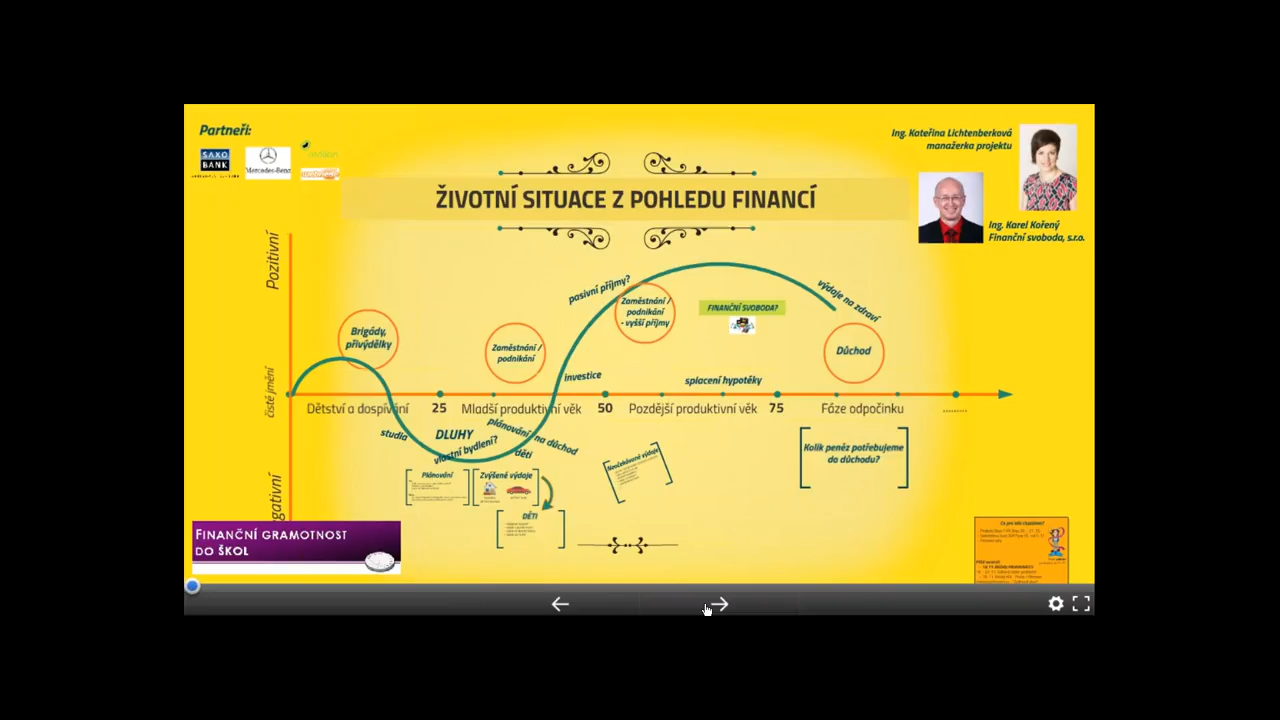 Partneři:
SAXO
BANK
Mercedes-Benz
Ing. Kateřina Lichtenberková
manažerka projektu
ŽIVOTNÍ SITUACE Z POHLEDU FINANCÍ
Ing. Karel Kořený
Finanční svoboda, s.r.o.
Pozitivní
pasivní příjmy?
výdaje na zdraví
Zaměstnání /
podnikání
- vyšší příjmy
FINANČNÍ SVOBODA?
Brigády,
přivýdělky
Zaměstnání /
podnikání
Důchod
investice
splacení hypotéky
čisté jmění
Dětství a dospívání
25
Mladší produktivní věk
50
Pozdější produktivní věk
75
Fáze odpočinku
..........
studia
DLUHY
plánování na důchod
vlastní bydlení?
děti
Kolik peněz potřebujeme
do důchodu?
Neočekávané výdaje
Plánování
Zvýšené výdaje
DĚTI
egativní
FINANČNÍ GRAMOTNOST
DO ŠKOL